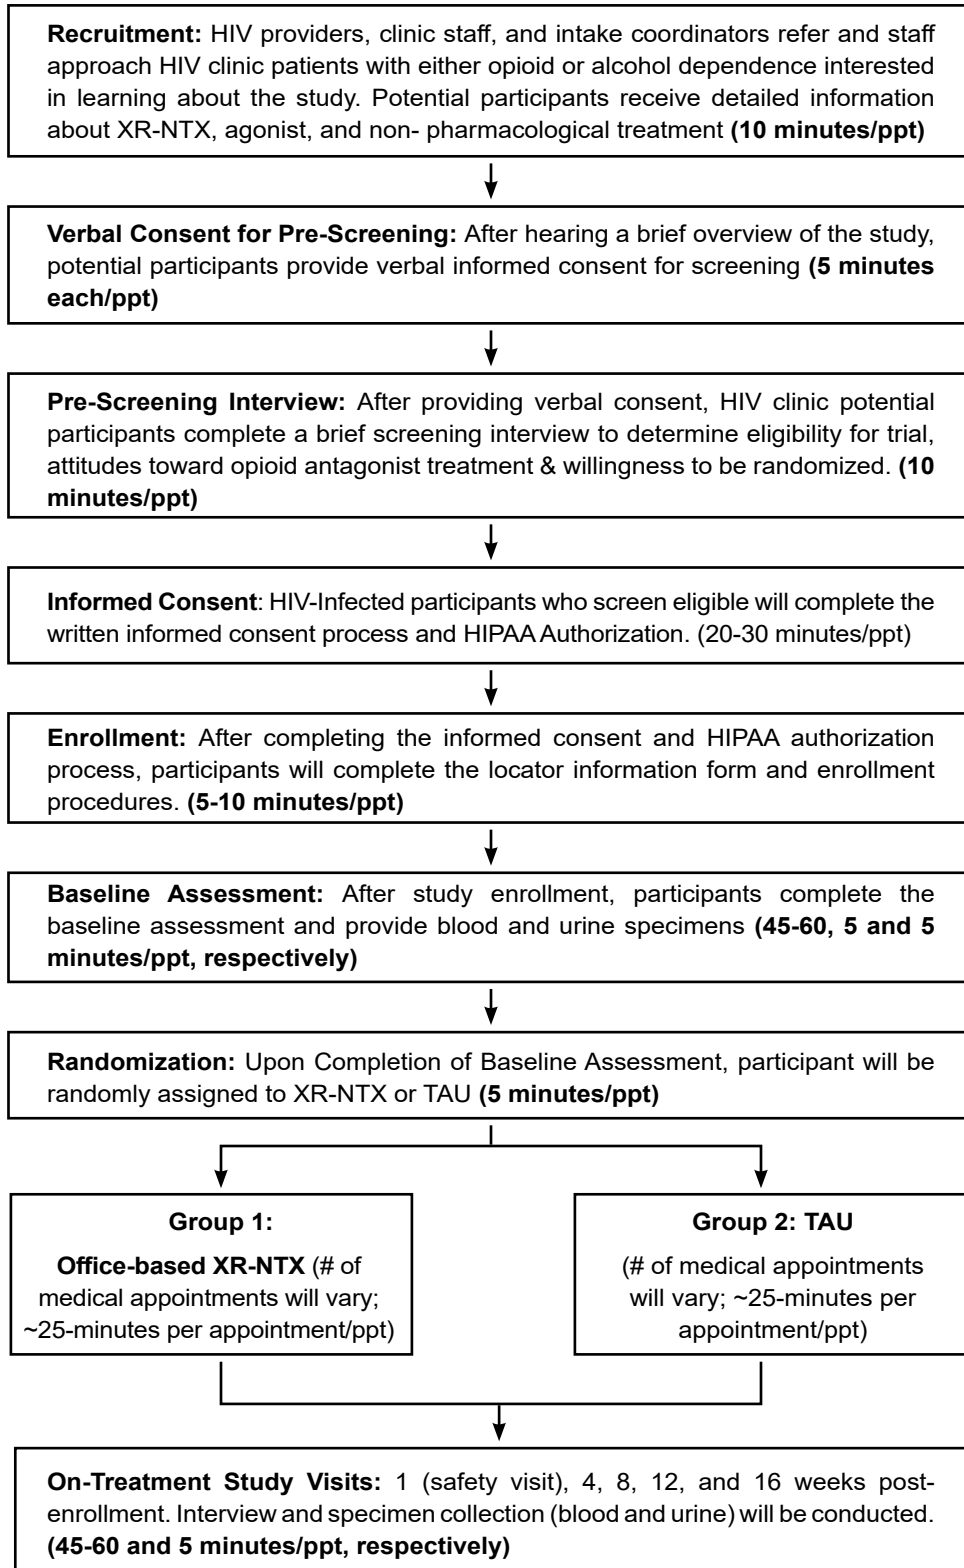 Recruitment: HIV providers, clinic staff, and intake coordinators refer and staff
approach HIV clinic patients with either opioid or alcohol dependence interested
in learning about the study. Potential participants receive detailed information
about XR-NTX, agonist, and non- pharmacological treatment (10 minutes/ppt)
Verbal Consent for Pre-Screening: After hearing a brief overview of the study,
potential participants provide verbal informed consent for screening (5 minutes
each/ppt)
Pre-Screening Interview: After providing verbal consent, HIV clinic potential
participants complete a brief screening interview to determine eligibility for trial,
attitudes toward opioid antagonist treatment & willingness to be randomized. (10
minutes/ppt)
Informed Consent: HIV-Infected participants who screen eligible will complete the
written informed consent process and HIPAA Authorization. (20-30 minutes/ppt)
Enrollment: After completing the informed consent and HIPAA authorization
process, participants will complete the locator information form and enrollment
procedures. (5-10 minutes/ppt)
Baseline Assessment: After study enrollment, participans complete the
baseline assessment and provide blood and urine specimens (45-60, 5 and 5
minutes/ppt, respectively)
Randomization: Upon Completion of Baseline Assessment, participant will be
randomly assigned to XR-NTX or TAU (5 minutes/ppt)
Group 1:
Office-based XR-NTX (# of
medical appointments will vary;
~25-minutes per appointment/ppt)
Group 2: TAU
(# of medical appointments
will vary; ~25-minutes per
appointment/ppt)
On-Treatment Study Visits: 1 (safety visit), 4, 8, 12, and 16 weeks post-
enrollment. Interview and specimen collection (blood and urine) will be conducted.
(45-60 and 5 minutes/ppt, respectively)